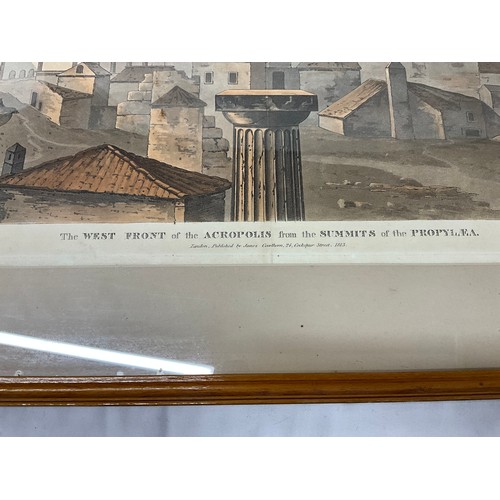 The WEST FRONT of the ACROPOLIS from the SUMMITS of the PROPYLÆA.
London, Published by James Cawthorn, 24, Cockspur Street, 1813.